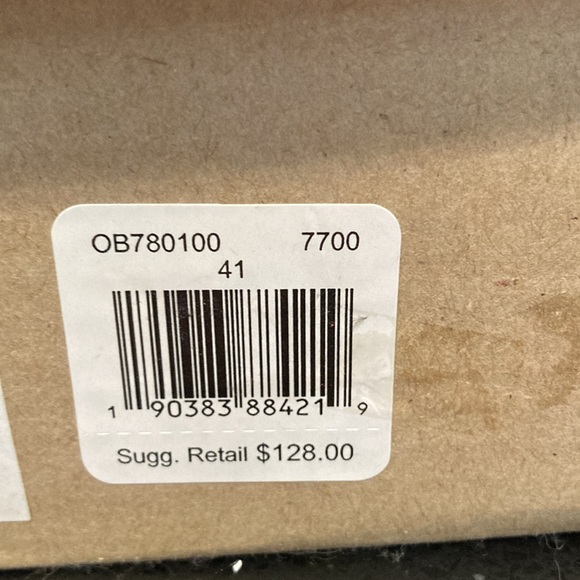 OB780100 7700
41
1 90383 88421 9
Sugg. Retail $128.00